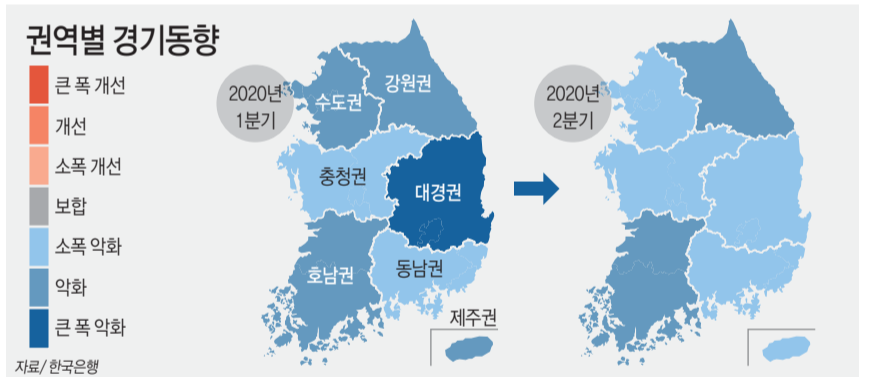 권역별 경기동향
큰 폭 개선
개선
소폭 개선
보합
소폭 악화
악화
큰 폭 악화
자료/ 한국은행
2020년
1분기
수도권
강원권
충청권
대경권
호남권
동남권
제주권
2020년
2분기